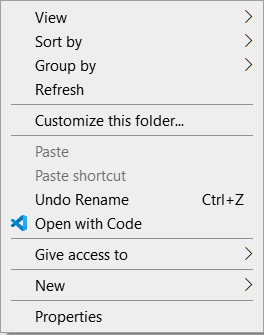 View
Sort by
Group by
Refresh
Customize this folder...
Paste
Paste shortcut
Undo Rename Ctrl+Z
Open with Code
Give access to
New
Properties